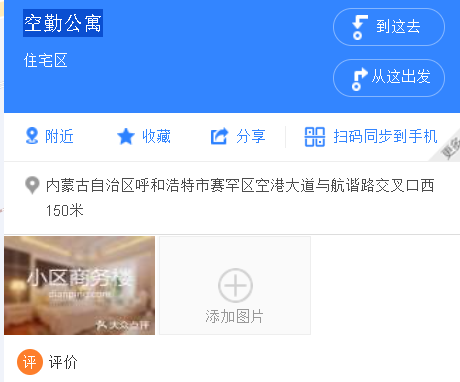 空勤公寓
到这去
住宅区
从这出发
附近
收藏
分享
扫码同步到手机
更多
内蒙古自治区呼和浩特市赛罕区空港大道与航谐路交叉口西
150米
小区商务楼
dianping.com
大众点评
添加图片
评 评价